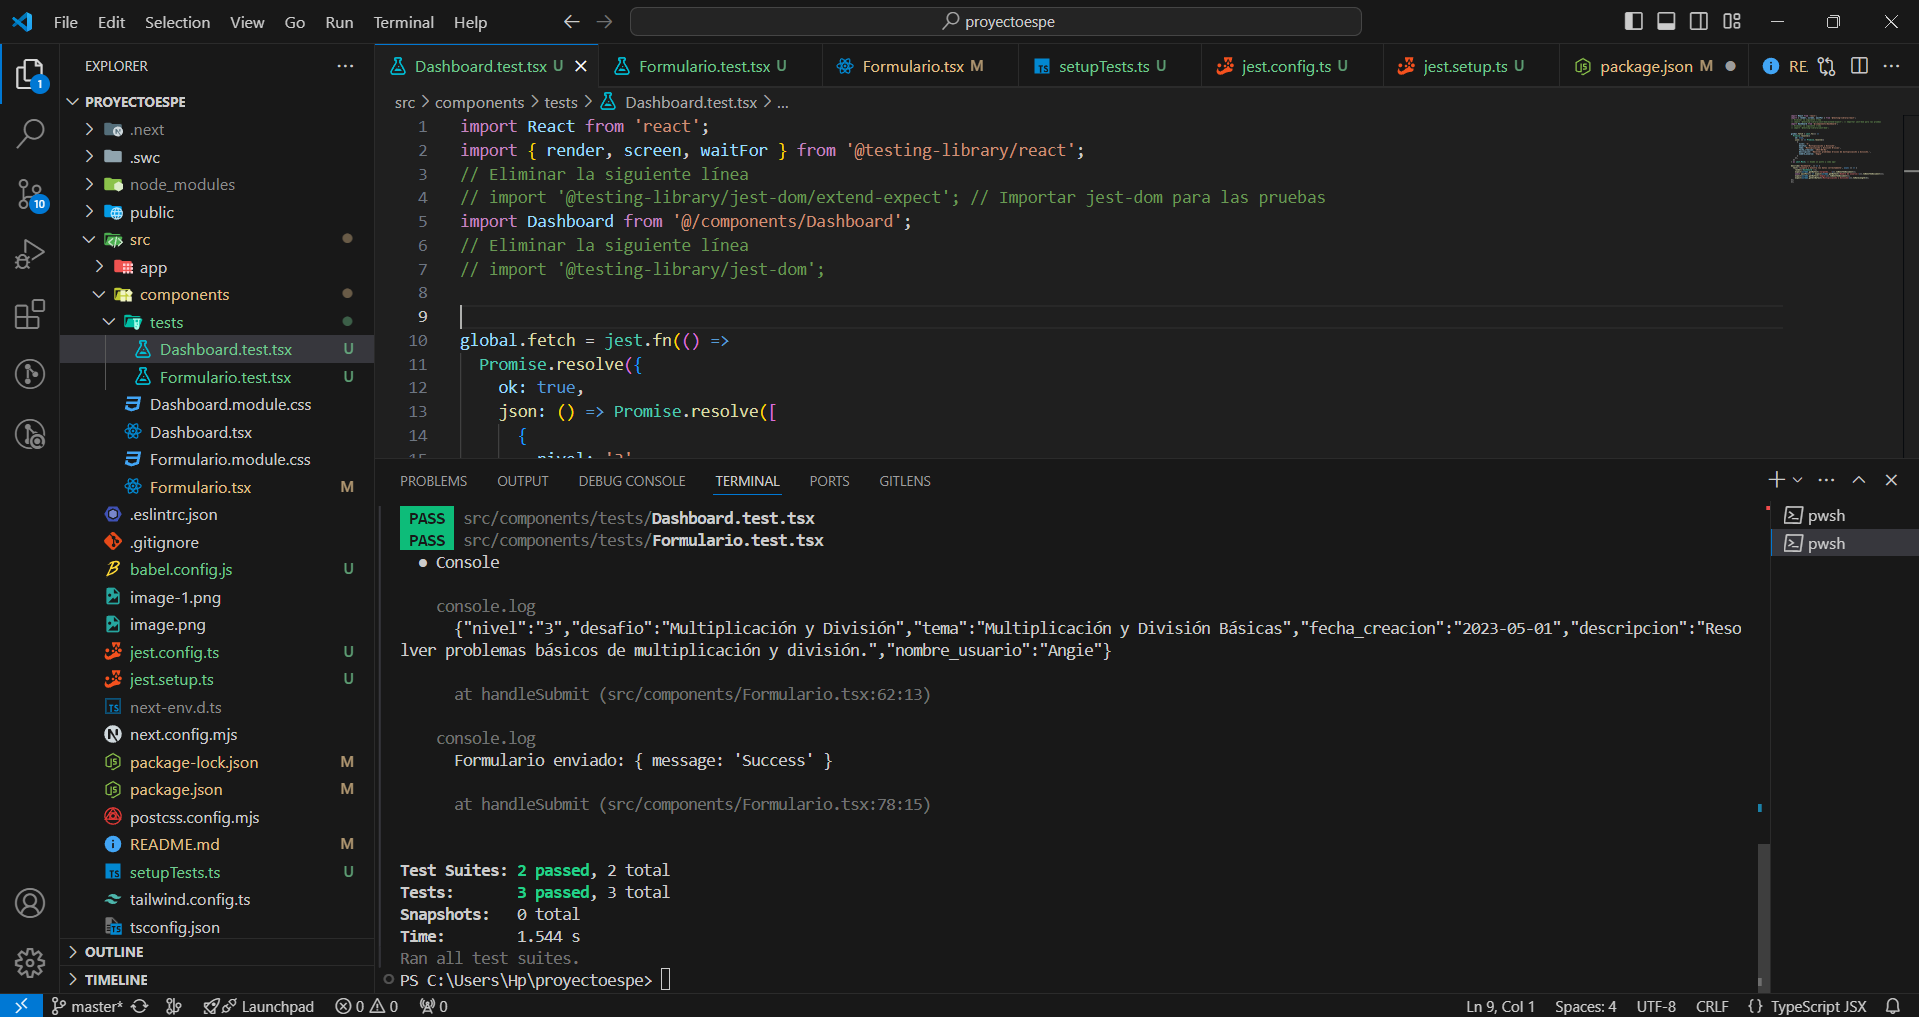 File Edit Selection View Go Run Terminal Help
proyectoespe
EXPLORER
PROYECTOESPE
.next
.swc
node_modules
public
src
app
components
tests
Dashboard.test.tsx U
Formulario.test.tsx U
Dashboard.module.css
Dashboard.tsx
Formulario.module.css
Formulario.tsx M
.eslintrc.json
.gitignore
babel.config.js U
image-1.png
image.png
jest.config.ts U
jest.setup.ts U
next-env.d.ts
next.config.mjs
package-lock.json M
package.json M
postcss.config.mjs
README.md M
setupTests.ts U
tailwind.config.ts
tsconfig.json
OUTLINE
TIMELINE
1
10
Dashboard.test.tsx U Formulario.test.tsx U Formulario.tsx M setupTests.ts U jest.config.ts U jest.setup.ts U package.json M RE
src > components > tests > Dashboard.test.tsx > ...
1 import React from 'react';
2 import { render, screen, waitFor } from '@testing-library/react';
3 // Eliminar la siguiente línea
4 // import '@testing-library/jest-dom/extend-expect'; // Importar jest-dom para las pruebas
5 import Dashboard from '@/components/Dashboard';
6 // Eliminar la siguiente línea
7 // import '@testing-library/jest-dom';
8
9
10 global.fetch = jest.fn(() =>
11 Promise.resolve({
12 ok: true,
13 json: () => Promise.resolve([
14 {
15 nivel: '3'
PROBLEMS OUTPUT DEBUG CONSOLE TERMINAL PORTS GITLENS
PASS src/components/tests/Dashboard.test.tsx
PASS src/components/tests/Formulario.test.tsx
● Console
console.log
{"nivel":"3","desafio":"Multiplicación y División","tema":"Multiplicación y División Básicas","fecha_creacion":"2023-05-01","descripcion":"Reso
lver problemas básicos de multiplicación y división.","nombre_usuario":"Angie"}
at handleSubmit (src/components/Formulario.tsx:62:13)
console.log
Formulario enviado: { message: 'Success' }
at handleSubmit (src/components/Formulario.tsx:78:15)
Test Suites: 2 passed, 2 total
Tests: 3 passed, 3 total
Snapshots: 0 total
Time: 1.544 s
Ran all test suites.
PS C:\Users\Hp\proyectoespe>
pwsh
pwsh
master* Launchpad 0 0 0 Ln 9, Col 1 Spaces: 4 UTF-8 CRLF {} TypeScript JSX